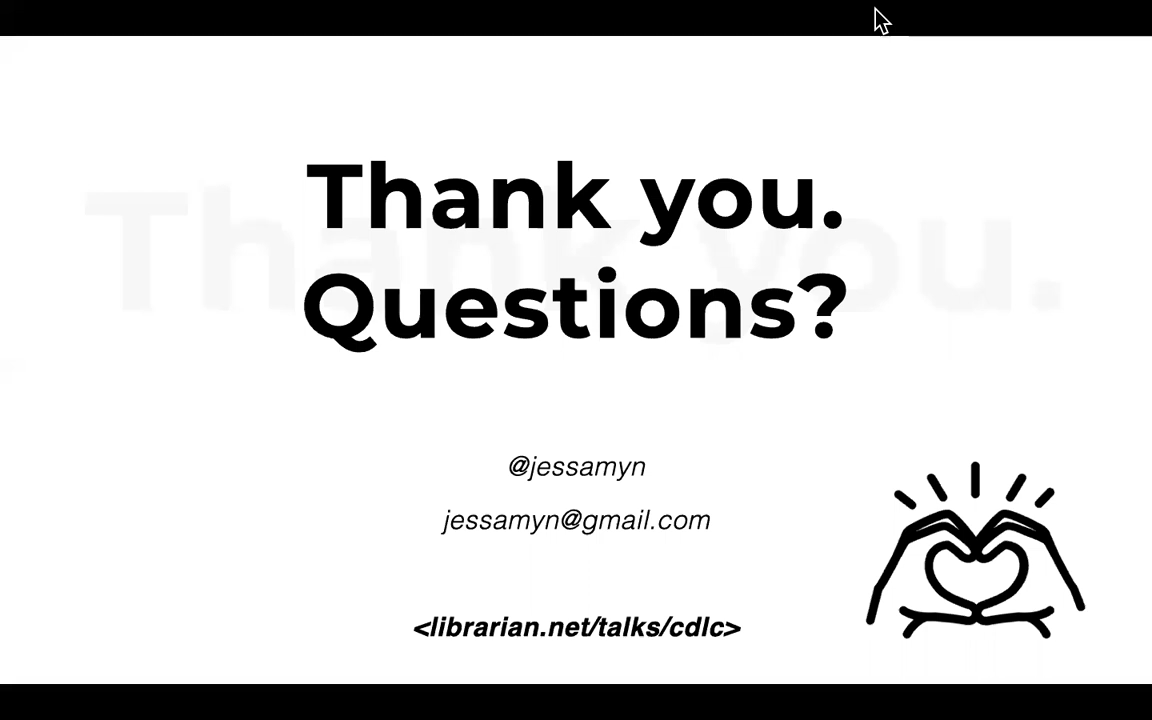 Thank you.
Questions?
@jessamyn
jessamyn@gmail.com
<librarian.net/talks/cdlc>